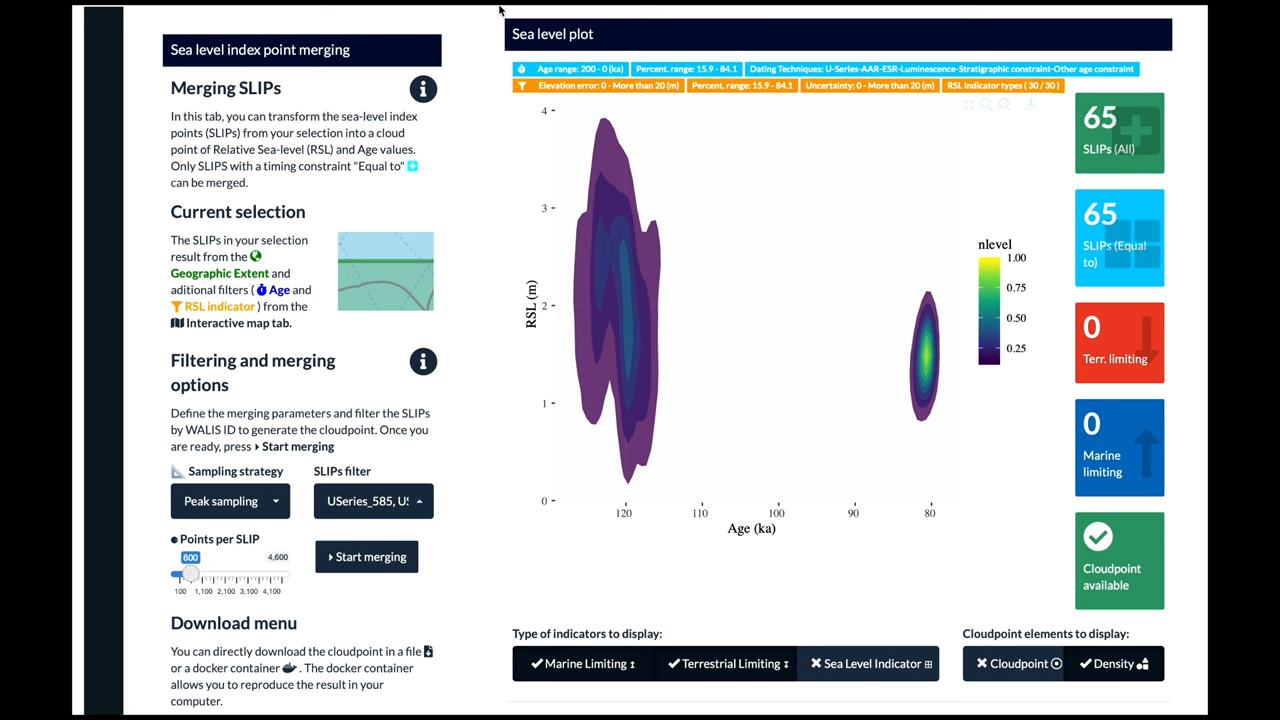 Sea level index point merging
Merging SLIPs
In this tab, you can transform the sea-level index
points (SLIPs) from your selection into a cloud
point of Relative Sea-level (RSL) and Age values.
Only SLIPS with a timing constraint "Equal to"
can be merged.
Current selection
The SLIPs in your selection
result from the
Geographic Extent and
aditional filters ( Age and
RSL indicator ) from the
Interactive map tab.
Filtering and merging
options
Define the merging parameters and filter the SLIPs
by WALIS ID to generate the cloudpoint. Once you
are ready, press Start merging
Sampling strategy
SLIPs filter
Peak sampling
USeries_585, US
Points per SLIP
600
4,600
100 1,100 2,100 3,100 4,100
Start merging
Download menu
You can directly download the cloudpoint in a file
or a docker container . The docker container
allows you to reproduce the result in your
computer.
Sea level plot
Age range: 200 - 0 (ka) Percent. range: 15.9 - 84.1 Dating Techniques: U-Series-AAR-ESR-Luminescence-Stratigraphic constraint-Other age constraint
Elevation error: 0 - More than 20 (m) Percent. range: 15.9 - 84.1 Uncertainty: 0 - More than 20 (m) RSL Indicator types ( 30 / 30 )
4
3
2
1
0
RSL (m)
120 110 100 90 80
Age (ka)
nlevel
1.00
0.75
0.50
0.25
65
SLIPs (All)
65
SLIPs (Equal
to)
0
Terr. limiting
0
Marine
limiting
Cloudpoint
available
Type of indicators to display:
Marine Limiting
Terrestrial Limiting
Sea Level Indicator
Cloudpoint elements to display:
Cloudpoint
Density